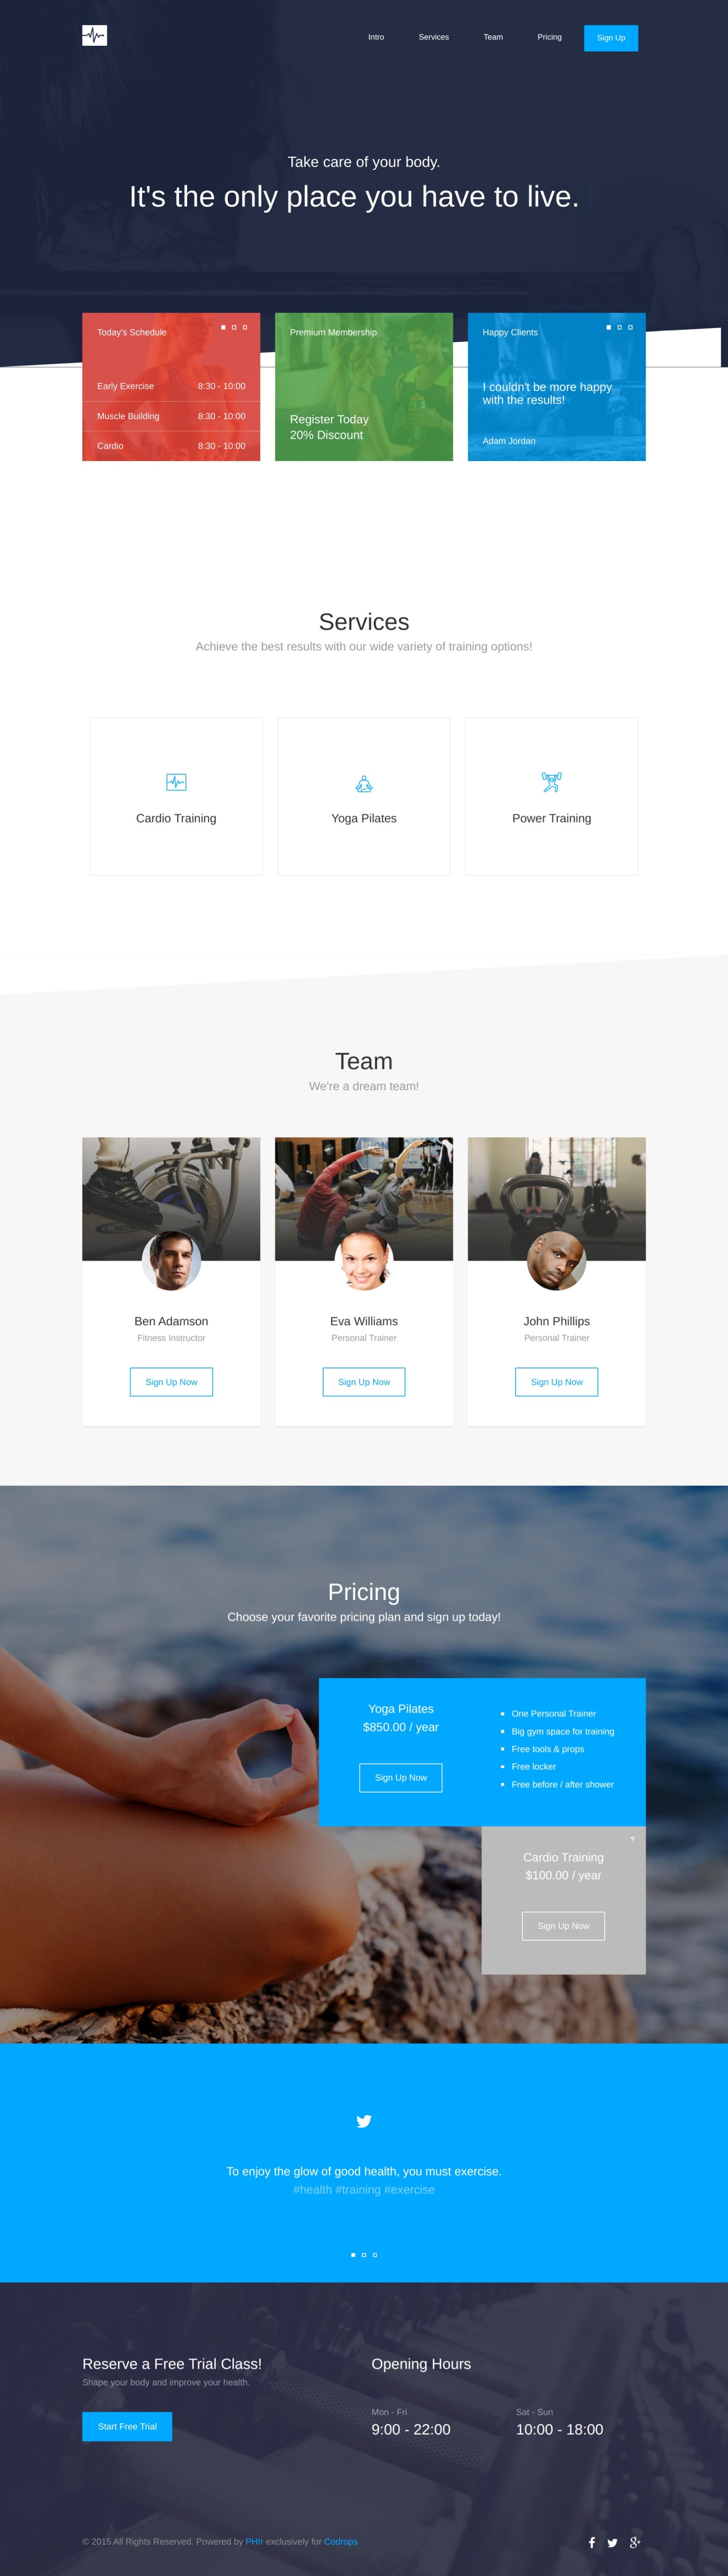 Intro Services Team Pricing Sign Up
Take care of your body.
It's the only place you have to live.
Today's Schedule
Early Exercise 8:30 - 10:00
Muscle Building 8:30 - 10:00
Cardio 8:30 - 10:00
Premium Membership
Register Today
20% Discount
Happy Clients
I couldn't be more happy
with the results!
Adam Jordan
Services
Achieve the best results with our wide variety of training options!
Cardio Training
Yoga Pilates
Power Training
Team
We're a dream team!
Ben Adamson
Fitness Instructor
Sign Up Now
Eva Williams
Personal Trainer
Sign Up Now
John Phillips
Personal Trainer
Sign Up Now
Pricing
Choose your favorite pricing plan and sign up today!
Yoga Pilates
$850.00 / year
Sign Up Now
One Personal Trainer
Big gym space for training
Free tools & props
Free locker
Free before / after shower
?
Cardio Training
$100.00 / year
Sign Up Now
To enjoy the glow of good health, you must exercise.
#health #training #exercise
Reserve a Free Trial Class!
Shape your body and improve your health.
Start Free Trial
Opening Hours
Mon - Fri
9:00 - 22:00
Sat - Sun
10:00 - 18:00
© 2015 All Rights Reserved. Powered by PHIr exclusively for Codrops